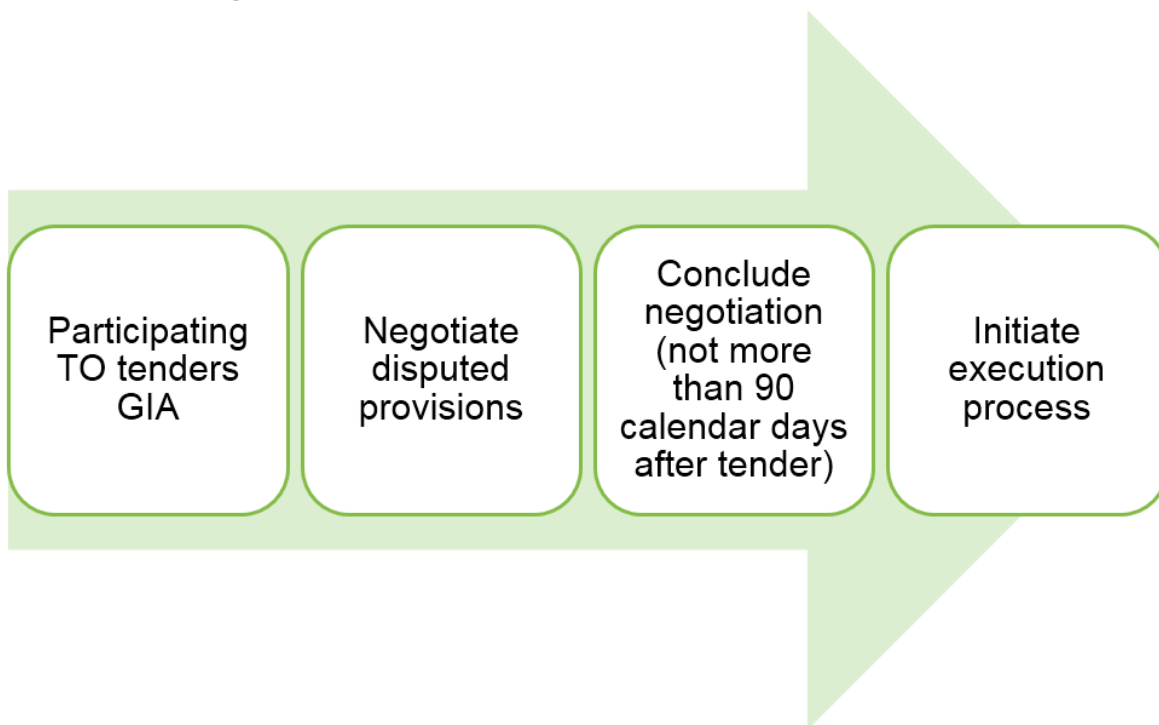 Participating
TO tenders
GIA
Negotiate
disputed
provisions
Conclude
negotiation
(not more
than 90
calendar days
after tender)
Initiate
execution
process